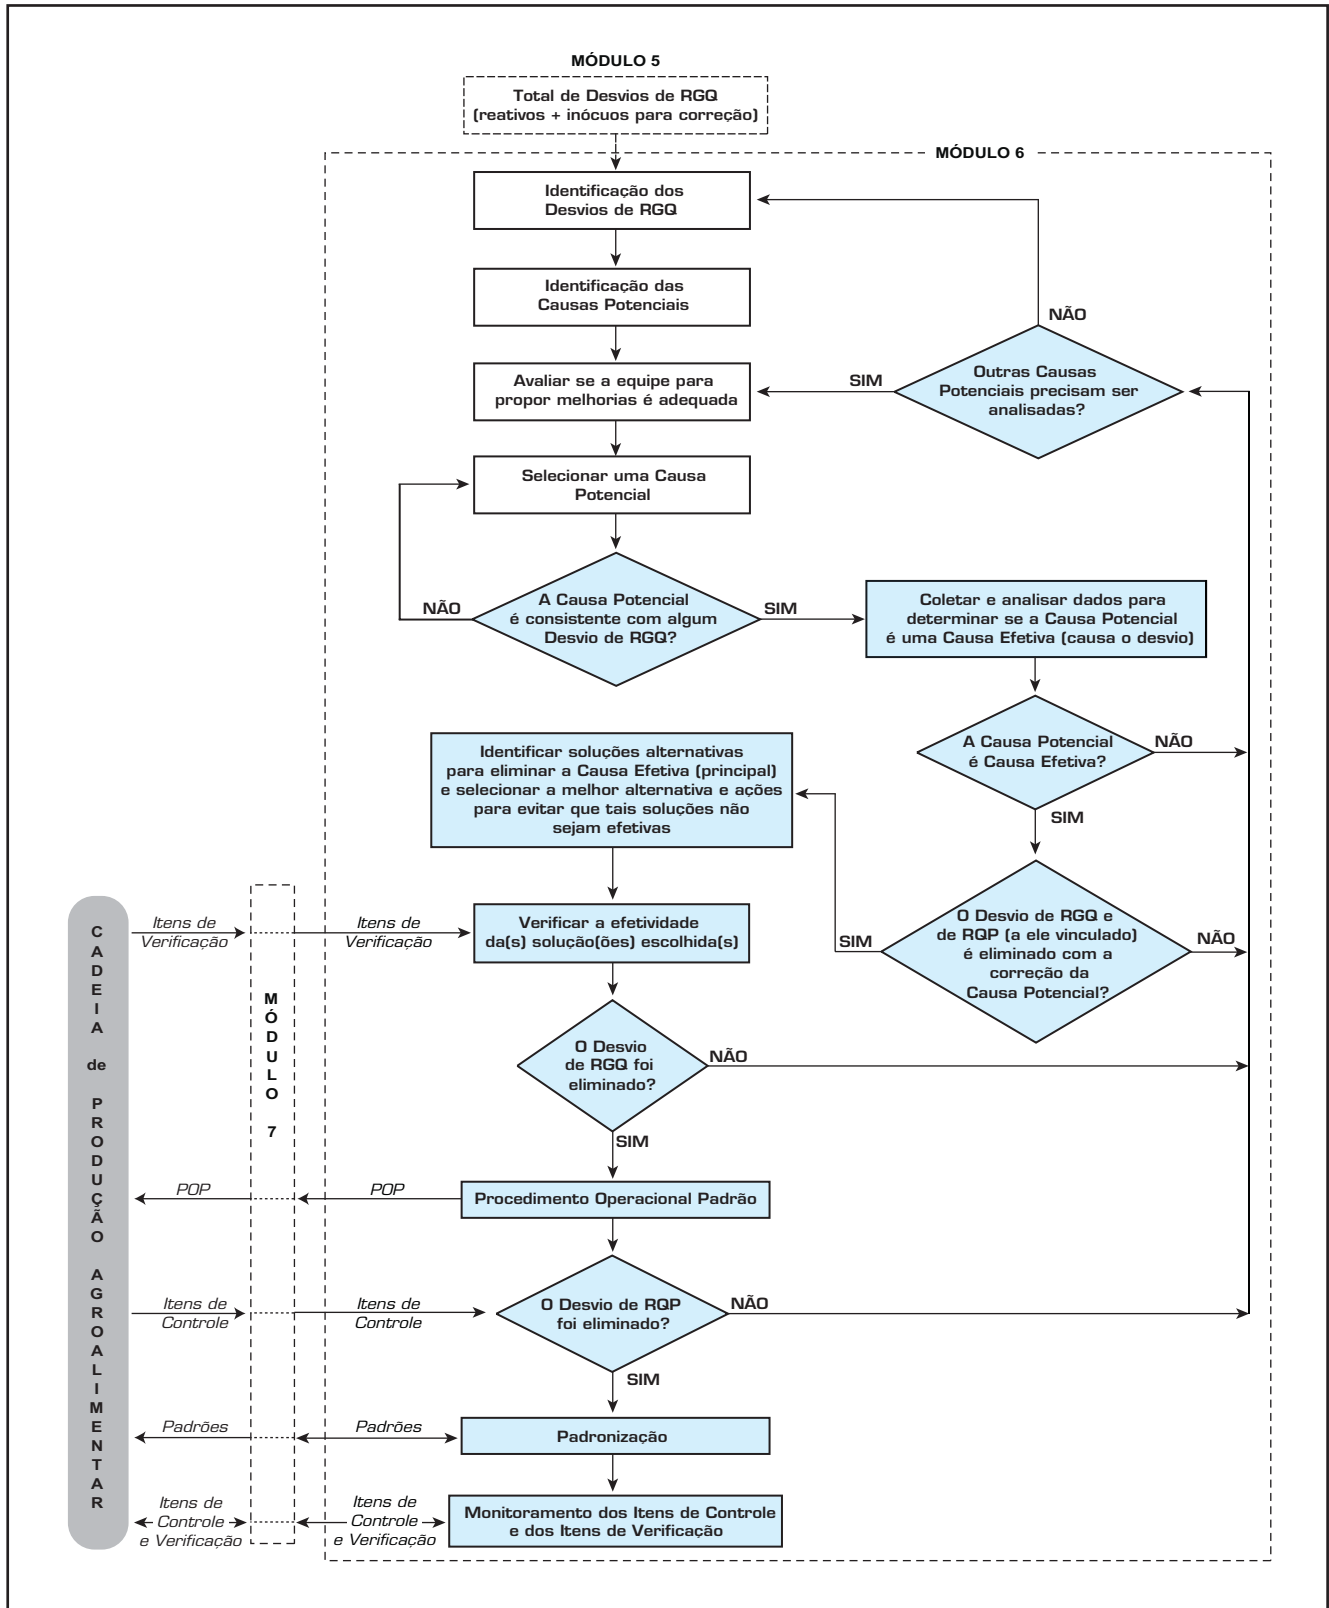 MÓDULO 5
Total de Desvios de RGQ
(reativos + inócuos para correção)
MÓDULO 6
Identificação dos
Desvios de RGQ
Identificação das
Causas Potenciais
NÃO
Avaliar se a equipe para
propor melhorias é adequada
SIM
Outras Causas
Potenciais precisam ser
analisadas?
Selecionar uma Causa
Potencial
NÃO
A Causa Potencial
é consistente com algum
Desvio de RGQ?
SIM
Coletar e analisar dados para
determinar se a Causa Potencial
é uma Causa Efetiva (causa o desvio)
A Causa Potencial
é Causa Efetiva?
NÃO
SIM
Identificar soluções alternativas
para eliminar a Causa Efetiva (principal)
e selecionar a melhor alternativa e ações
para evitar que tais soluções não
sejam efetivas
O Desvio de RGQ e
de RQP (a ele vinculado)
é eliminado com a
correção da
Causa Potencial?
SIM
NÃO
CADEIA de PRODUÇÃO AGROALIMENTAR
MÓDULO 7
Itens de
Verificação
Itens de
Verificação
Verificar a efetividade
da(s) solução(ões) escolhida(s)
O Desvio
de RGQ foi
eliminado?
NÃO
SIM
POP
POP
Procedimento Operacional Padrão
Itens de
Controle
Itens de
Controle
O Desvio de RQP
foi eliminado?
NÃO
SIM
Padrões
Padrões
Padronização
Itens de
Controle
e Verificação
Itens de
Controle
e Verificação
Monitoramento dos Itens de Controle
e dos Itens de Verificação